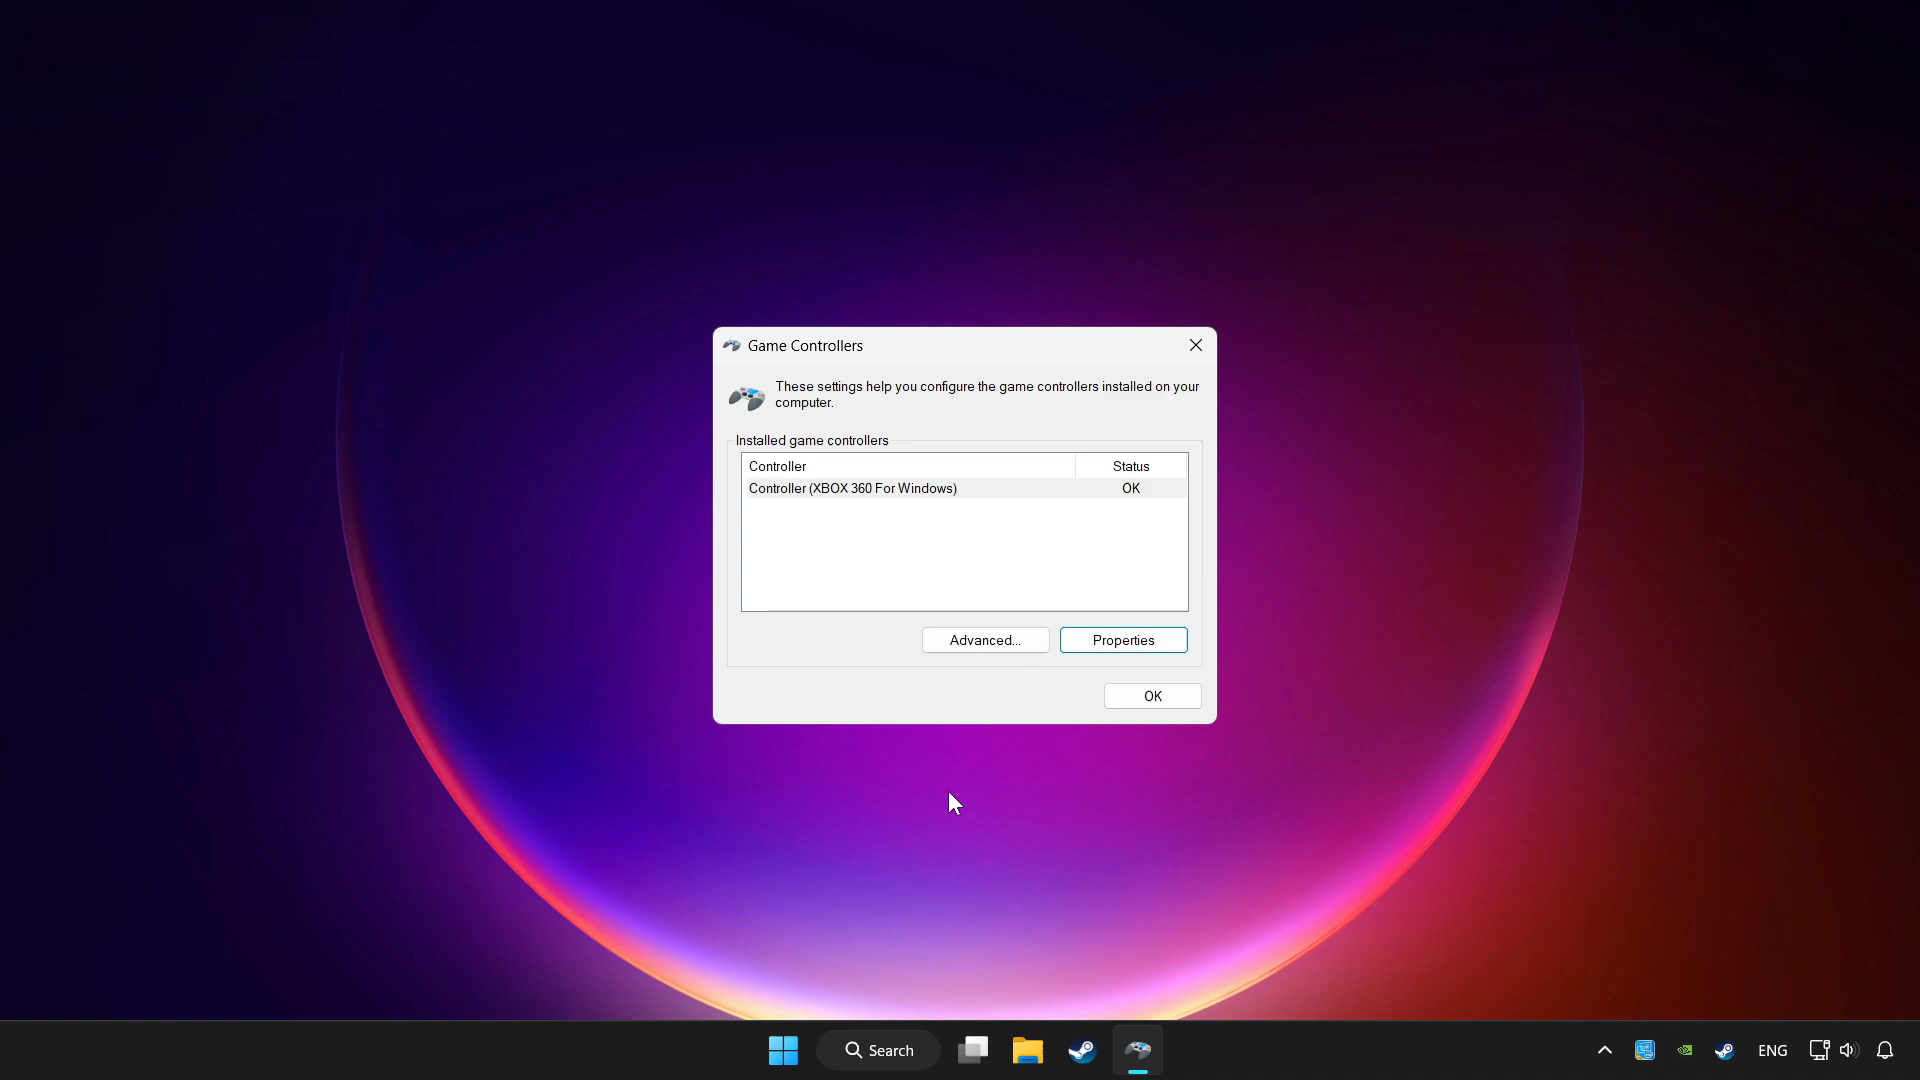 Game Controllers
These settings help you configure the game controllers installed on your
computer.
Installed game controllers
Controller Status
Controller (XBOX 360 For Windows) OK
Advanced... Properties
OK
Search ENG